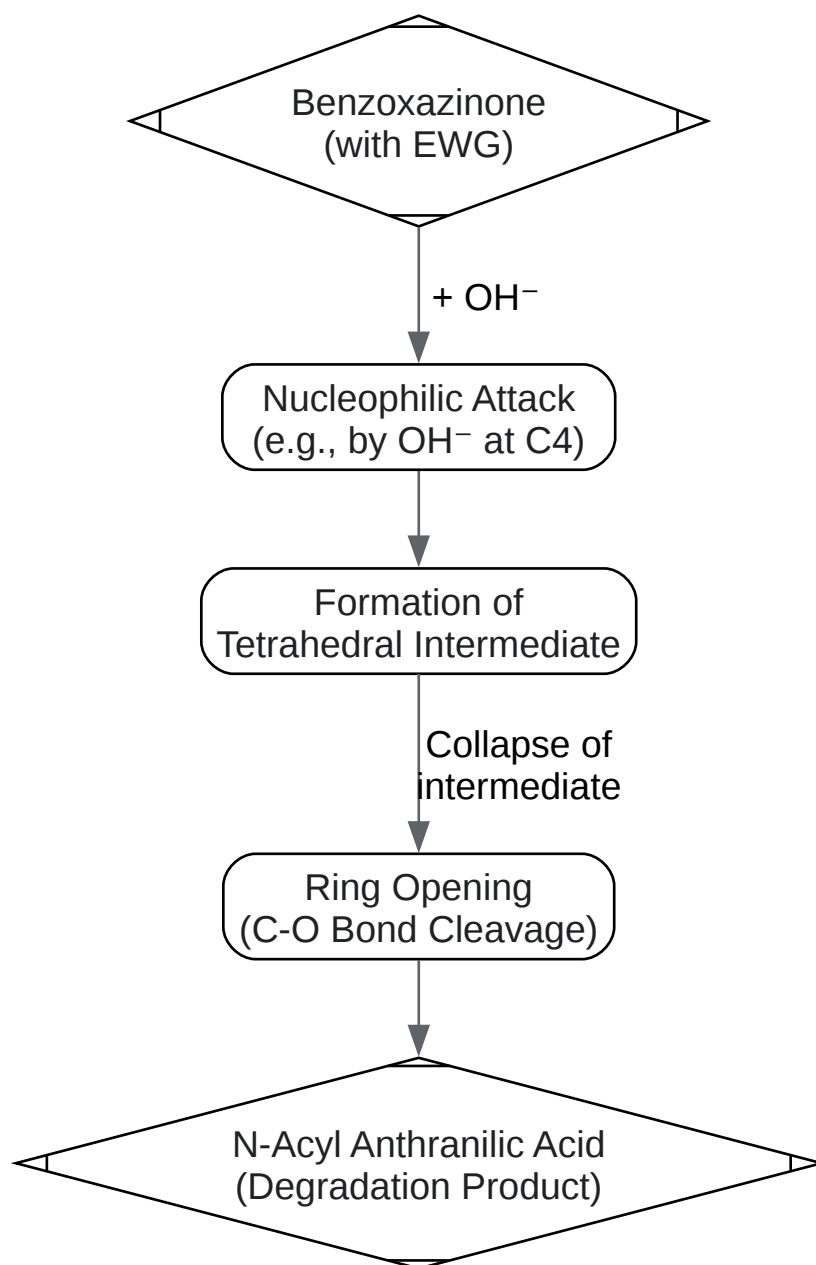 Benzoxazinone
(with EWG)
+ OH⁻
Nucleophilic Attack
(e.g., by OH⁻ at C4)
Formation of
Tetrahedral Intermediate
Collapse of
intermediate
Ring Opening
(C-O Bond Cleavage)
N-Acyl Anthranilic Acid
(Degradation Product)